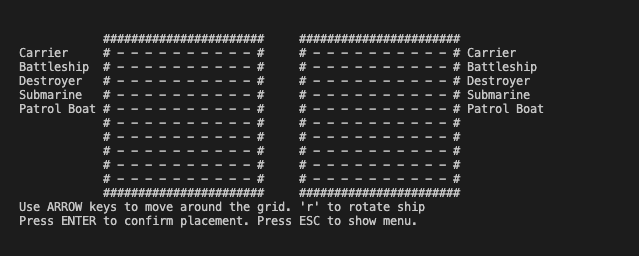 #######################     #######################
Carrier     # - - - - - - - - - - #     # - - - - - - - - - - # Carrier
Battleship  # - - - - - - - - - - #     # - - - - - - - - - - # Battleship
Destroyer   # - - - - - - - - - - #     # - - - - - - - - - - # Destroyer
Submarine   # - - - - - - - - - - #     # - - - - - - - - - - # Submarine
Patrol Boat # - - - - - - - - - - #     # - - - - - - - - - - # Patrol Boat
            # - - - - - - - - - - #     # - - - - - - - - - - #
            # - - - - - - - - - - #     # - - - - - - - - - - #
            # - - - - - - - - - - #     # - - - - - - - - - - #
            # - - - - - - - - - - #     # - - - - - - - - - - #
            # - - - - - - - - - - #     # - - - - - - - - - - #
            #######################     #######################
Use ARROW keys to move around the grid. 'r' to rotate ship
Press ENTER to confirm placement. Press ESC to show menu.